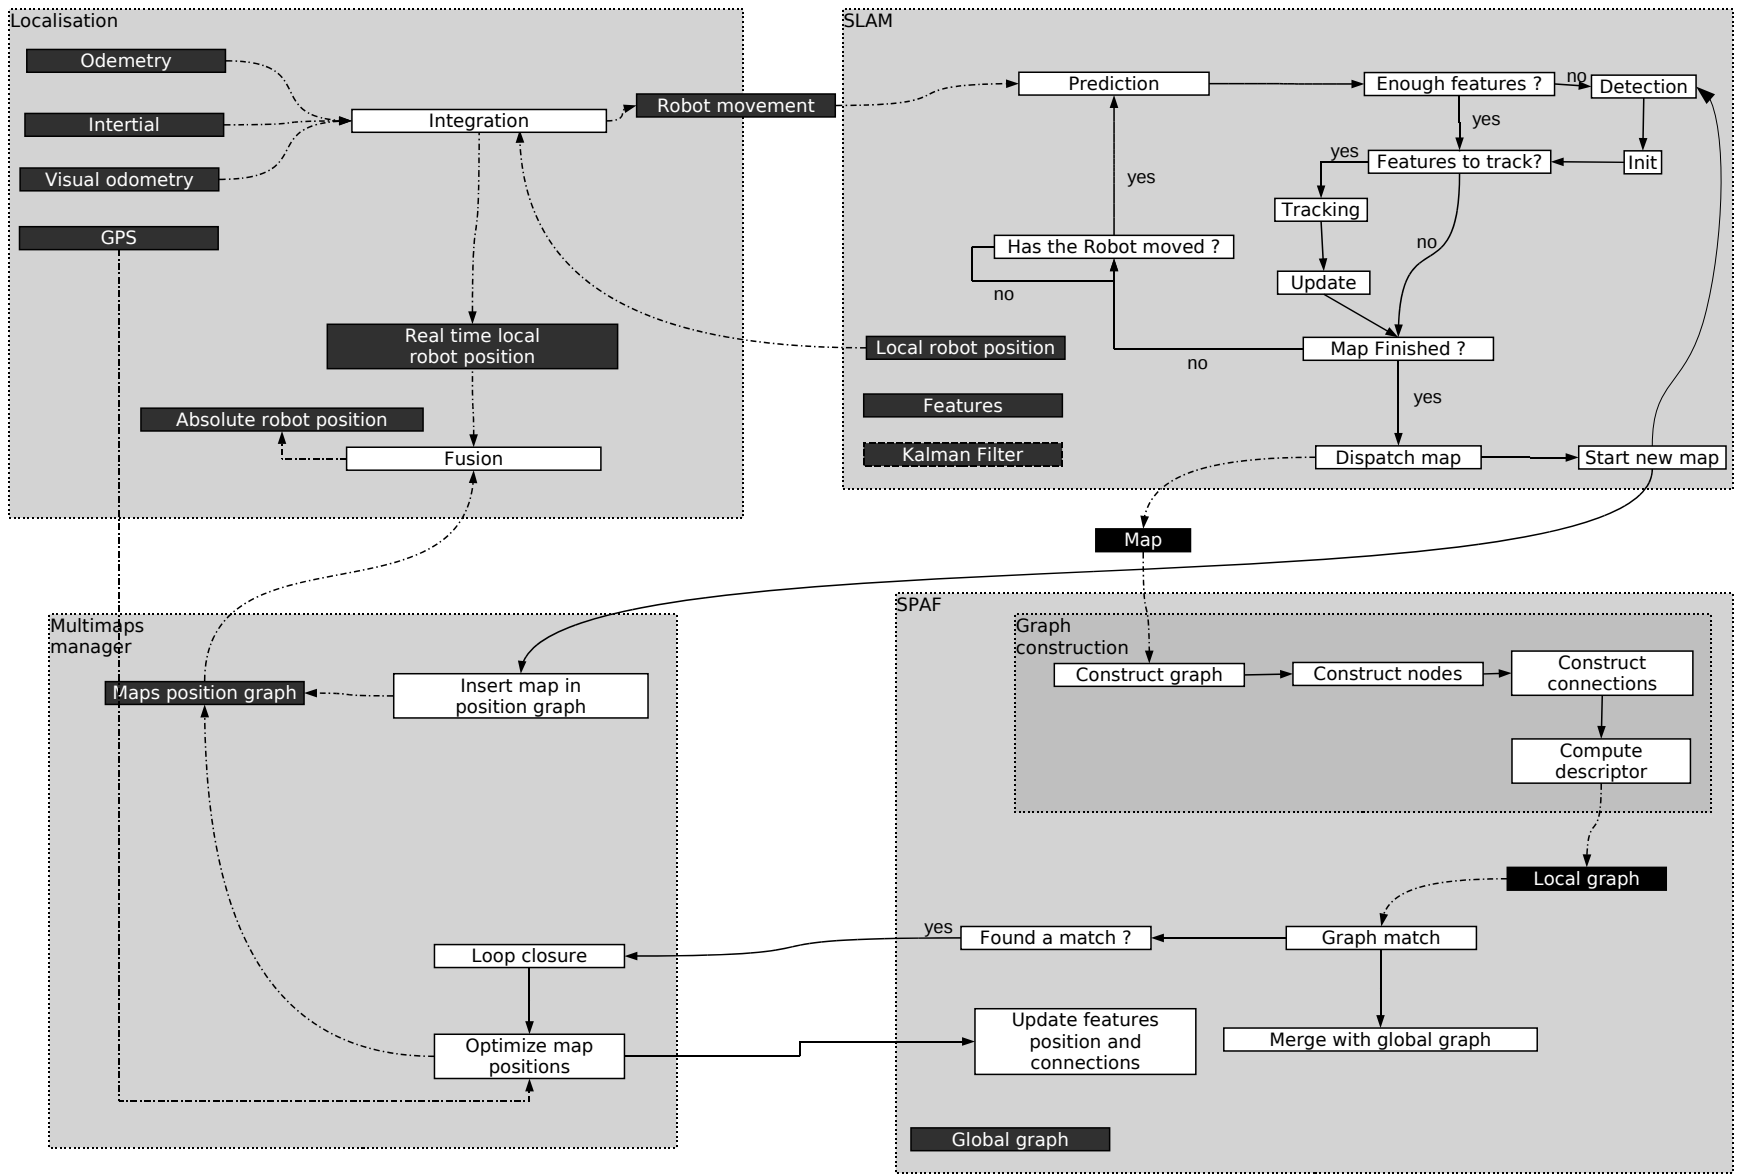 Localisation
Odemetry
Intertial
Visual odometry
GPS
Integration
Robot movement
Real time local
robot position
Absolute robot position
Fusion
SLAM
Prediction
Enough features ?
no
Detection
yes
Features to track?
Init
yes
Tracking
no
Update
yes
Has the Robot moved ?
no
Local robot position
Map Finished ?
no
Features
yes
Kalman Filter
Dispatch map
Start new map
Map
Multimaps
manager
Maps position graph
Insert map in
position graph
Loop closure
Optimize map
positions
SPAF
Graph
construction
Construct graph
Construct nodes
Construct
connections
Compute
descriptor
Local graph
yes
Found a match ?
Graph match
Update features
position and
connections
Merge with global graph
Global graph